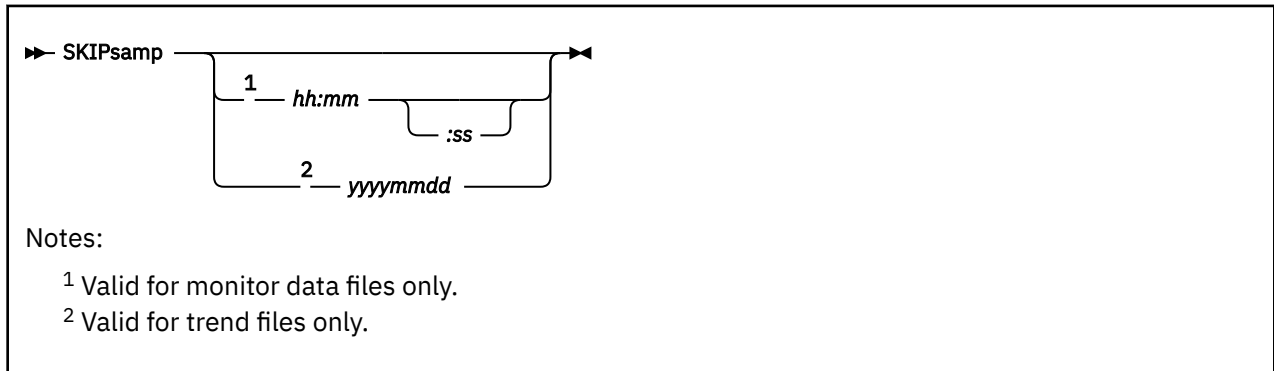 SKIPsamp
1
hh:mm
:ss
2
yyyymmdd
Notes:
1 Valid for monitor data files only.
2 Valid for trend files only.